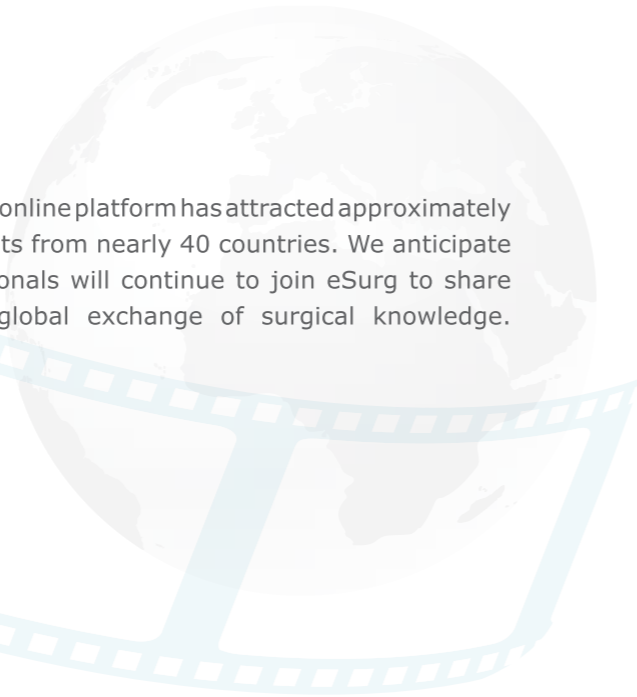 online platform has attracted approximately
ts from nearly 40 countries. We anticipate
onals will continue to join eSurg to share
global exchange of surgical knowledge.